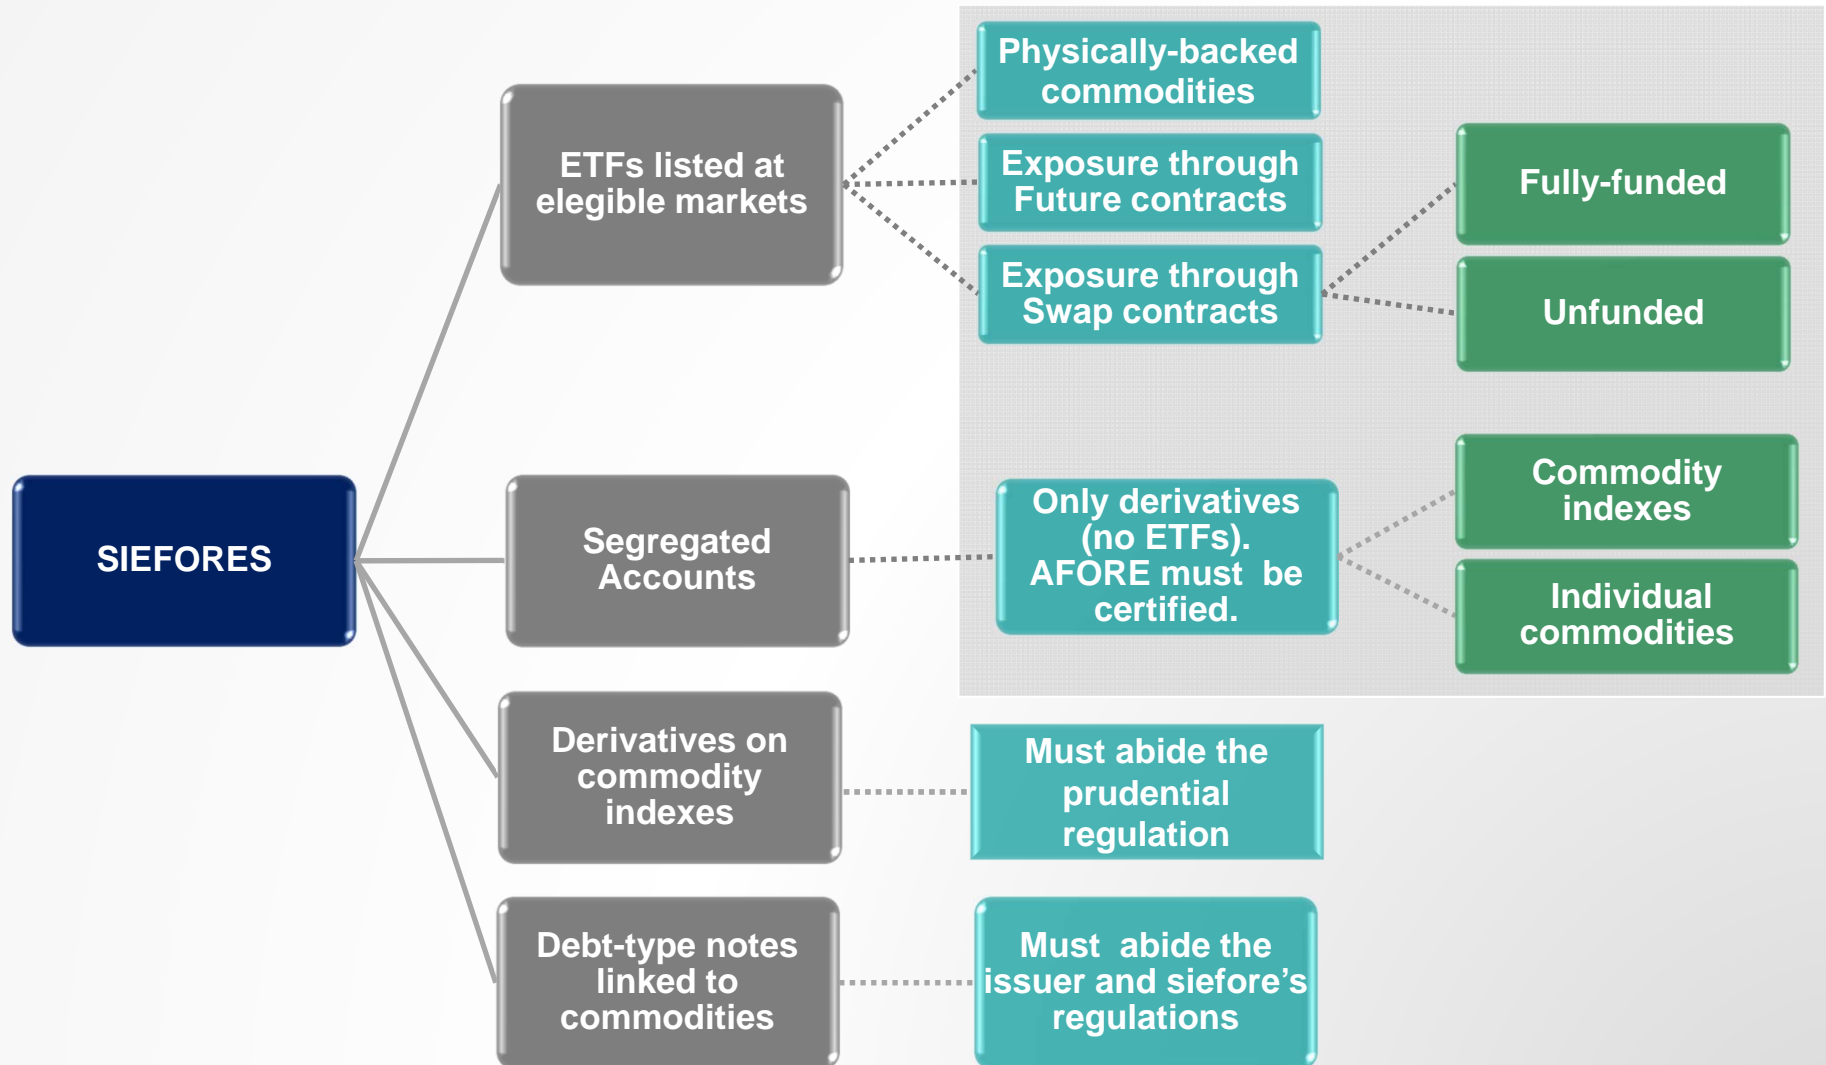 SIEFORES
ETFs listed at
elegible markets
Physically-backed
commodities
Exposure through
Future contracts
Exposure through
Swap contracts
Fully-funded
Unfunded
Segregated
Accounts
Only derivatives
(no ETFs).
AFORE must  be
certified.
Commodity
indexes
Individual
commodities
Derivatives on
commodity
indexes
Must abide the
prudential
regulation
Debt-type notes
linked to
commodities
Must  abide the
issuer and siefore’s
regulations